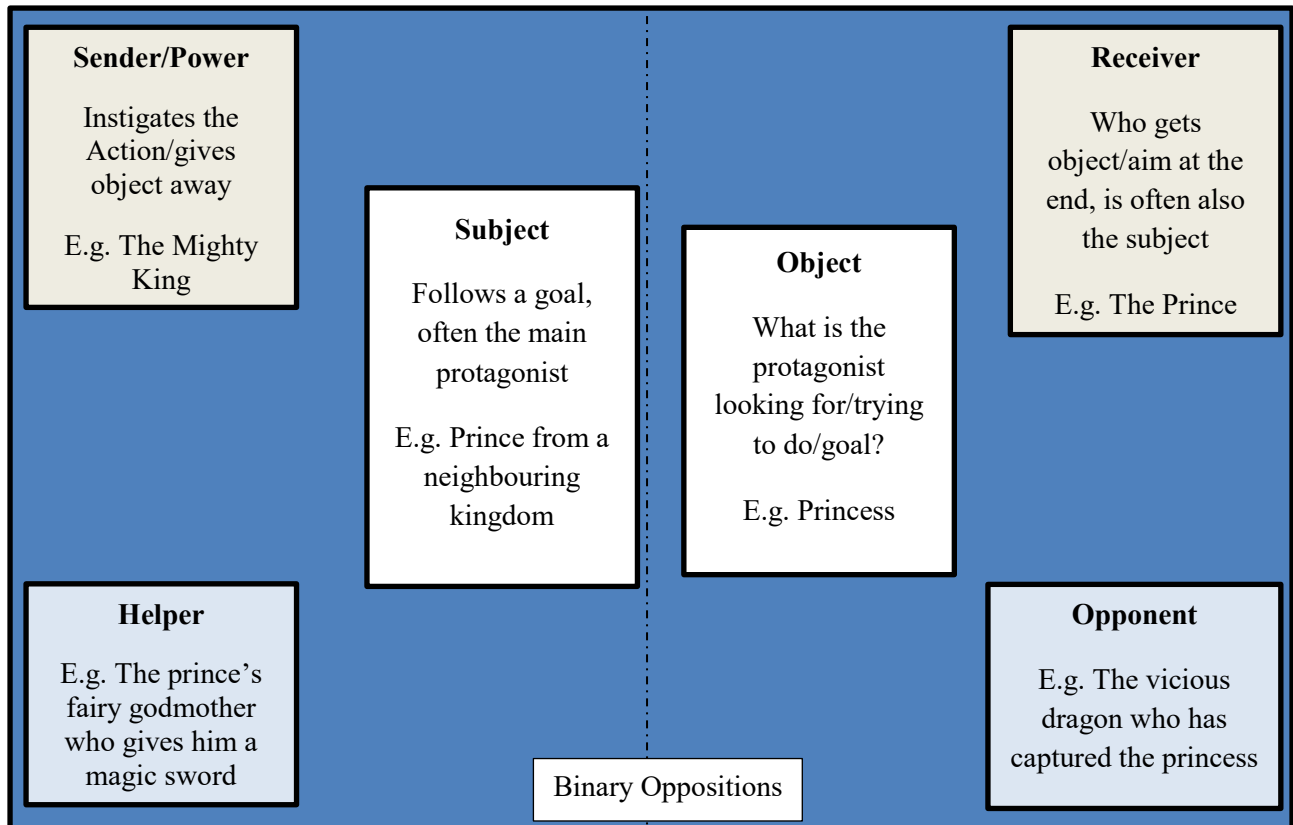 Sender/Power
Instigates the
Action/gives
object away
E.g. The Mighty
King
Subject
Follows a goal,
often the main
protagonist
E.g. Prince from a
neighbouring
kingdom
Object
What is the
protagonist
looking for/trying
to do/goal?
E.g. Princess
Receiver
Who gets
object/aim at the
end, is often also
the subject
E.g. The Prince
Helper
E.g. The prince’s
fairy godmother
who gives him a
magic sword
Opponent
E.g. The vicious
dragon who has
captured the princess
Binary Oppositions